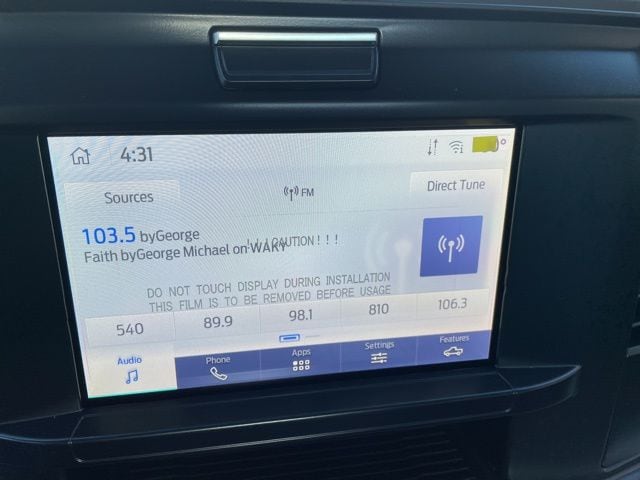 4:31
Sources
FM
Direct Tune
103.5 byGeorge
Faith byGeorge Michael on WAKY
! ! ! CAUTION ! ! !
DO NOT TOUCH DISPLAY DURING INSTALLATION
THIS FILM IS TO BE REMOVED BEFORE USAGE
540 89.9 98.1 810 106.3
Audio Phone Apps Settings Features